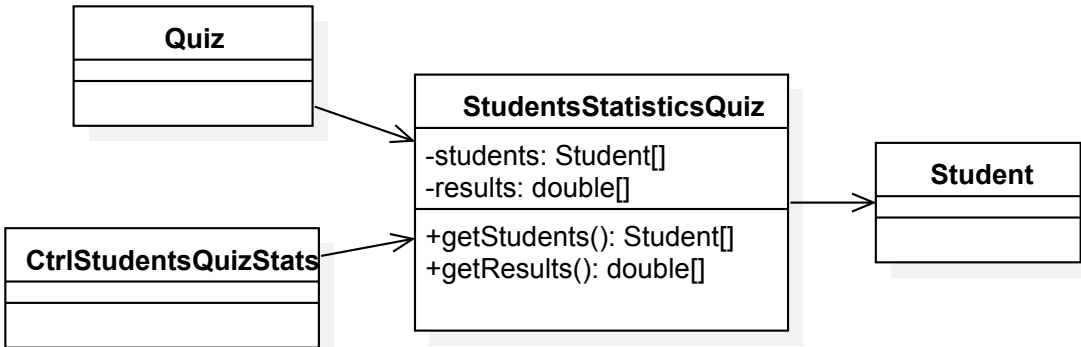 Quiz
StudentsStatisticsQuiz
-students: Student[]
-results: double[]
+getStudents(): Student[]
+getResults(): double[]
Student
CtrlStudentsQuizStats